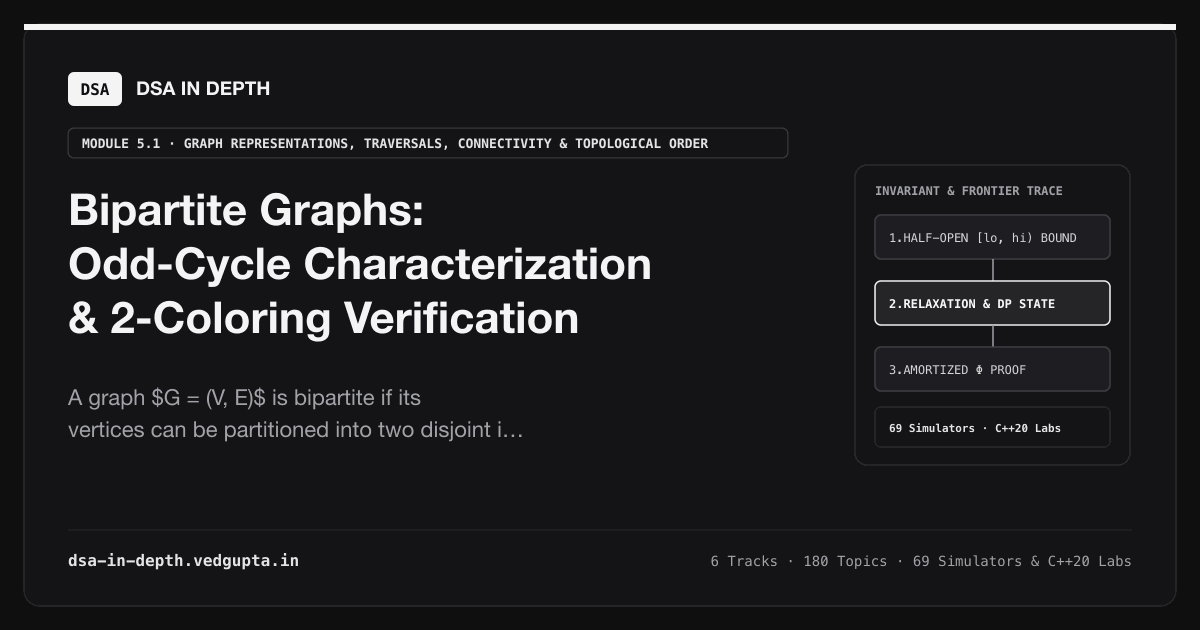 DSA
DSA IN DEPTH
MODULE 5.1 · GRAPH REPRESENTATIONS, TRAVERSALS, CONNECTIVITY & TOPOLOGICAL ORDER
Bipartite Graphs:
Odd-Cycle Characterization
& 2-Coloring Verification
A graph $G = (V, E)$ is bipartite if its
vertices can be partitioned into two disjoint i...
INVARIANT & FRONTIER TRACE
1.HALF-OPEN [lo, hi) BOUND
2.RELAXATION & DP STATE
3.AMORTIZED Φ PROOF
69 Simulators · C++20 Labs
dsa-in-depth.vedgupta.in
6 Tracks · 180 Topics · 69 Simulators & C++20 Labs